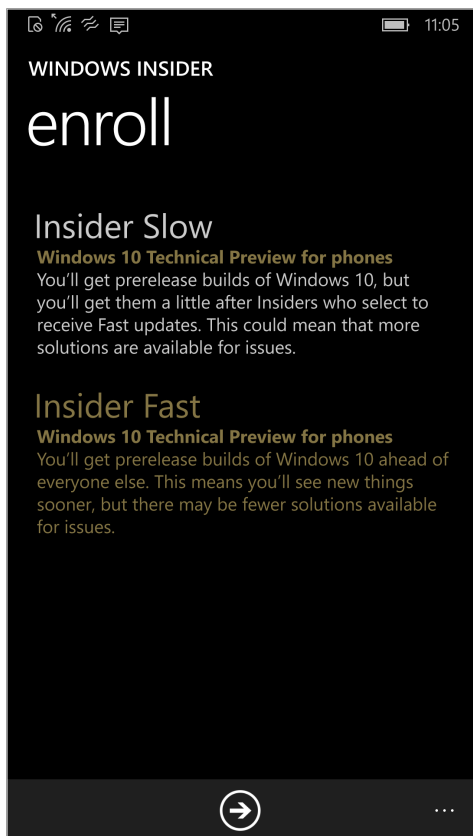 11:05
WINDOWS INSIDER
enroll
Insider Slow
Windows 10 Technical Preview for phones
You’ll get prerelease builds of Windows 10, but
you’ll get them a little after Insiders who select to
receive Fast updates. This could mean that more
solutions are available for issues.
Insider Fast
Windows 10 Technical Preview for phones
You’ll get prerelease builds of Windows 10 ahead of
everyone else. This means you’ll see new things
sooner, but there may be fewer solutions available
for issues.